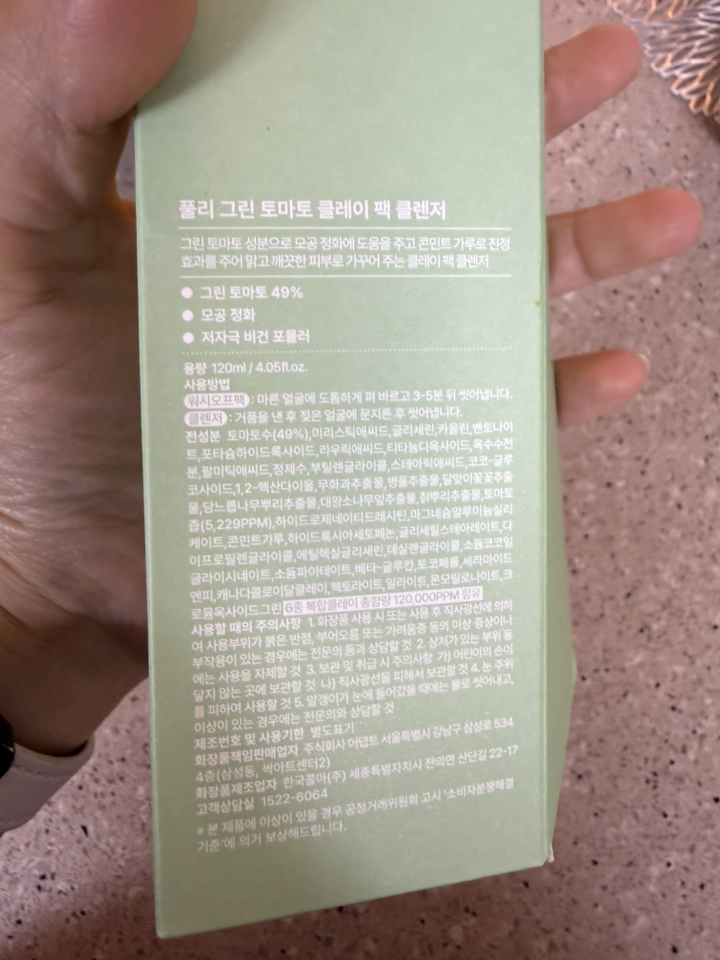 풀리 그린 토마토 클레이 팩 클렌저
그린 토마토 성분으로 모공 정화에 도움을 주고 콘민트 가루로 진정
효과를 주어 맑고 깨끗한 피부로 가꾸어 주는 클레이 팩 클렌저
● 그린 토마토 49%
● 모공 정화
● 저자극 비건 포뮬러
용량 120ml / 4.05fl.oz.
사용방법
워시오프팩 : 마른 얼굴에 도톰하게 펴 바르고 3-5분 뒤 씻어냅니다.
클렌저 : 거품을 낸 후 젖은 얼굴에 문지른 후 씻어냅니다.
전성분 토마토수(49%),미리스틱애씨드,글리세린,카올린,벤토나이
트,포타슘하이드록사이드,라우릭애씨드,티타늄디옥사이드,옥수수전
분,팔미틱애씨드,정제수,부틸렌글라이콜,스테아릭애씨드,코코-글루
코사이드,1,2-헥산다이올,무화과추출물,병풀추출물,달맞이꽃꽃추출
물,당느릅나무뿌리추출물,대왕소나무잎추출물,칡뿌리추출물,토마토
즙(5,229PPM),하이드로제네이티드레시틴,마그네슘알루미늄실리
케이트,콘민트가루,하이드록시아세토페논,글리세릴스테아레이트,다
이프로필렌글라이콜,에틸헥실글리세린,데실렌글라이콜,소듐코코일
글라이시네이트,소듐파이테이트,베타-글루칸,토코페롤,세라마이드
엔피,캐나다콜로이달클레이,헥토라이트,일라이트,몬모릴로나이트,크
로뮴옥사이드그린 6종 복합클레이 총함량 120,000PPM 함유
사용할 때의 주의사항 1. 화장품 사용 시 또는 사용 후 직사광선에 의하
여 사용부위가 붉은 반점, 부어오름 또는 가려움증 등의 이상 증상이나
부작용이 있는 경우에는 전문의 등과 상담할 것 2. 상처가 있는 부위 등
에는 사용을 자제할 것 3. 보관 및 취급 시 주의사항 가) 어린이의 손이
닿지 않는 곳에 보관할 것 나) 직사광선을 피해서 보관할 것 4. 눈 주위
를 피하여 사용할 것 5. 알갱이가 눈에 들어갔을 때에는 물로 씻어내고,
이상이 있는 경우에는 전문의와 상담할 것
제조번호 및 사용기한 별도표기
화장품책임판매업자 주식회사 어댑트 서울특별시 강남구 삼성로 534
4층(삼성동, 싹아트센터2)
화장품제조업자 한국콜마(주) 세종특별자치시 전의면 산단길 22-17
고객상담실 1522-6064
※ 본 제품에 이상이 있을 경우 공정거래위원회 고시 '소비자분쟁해결
기준'에 의거 보상해드립니다.